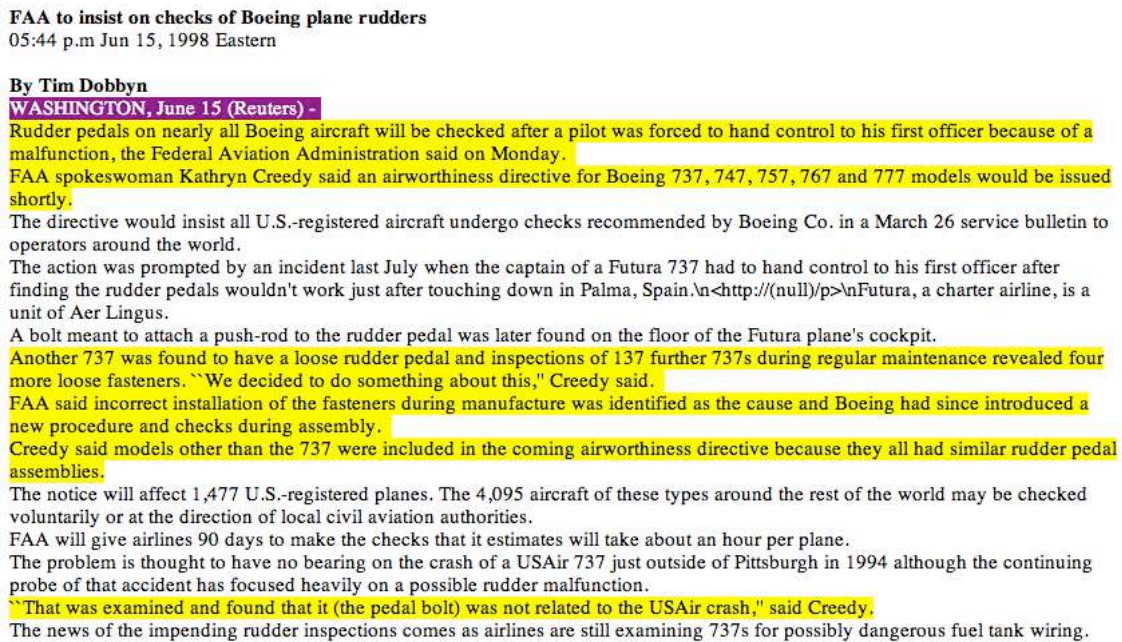 FAA to insist on checks of Boeing plane rudders
05:44 p.m Jun 15, 1998 Eastern
By Tim Dobbyn
WASHINGTON, June 15 (Reuters) -
Rudder pedals on nearly all Boeing aircraft will be checked after a pilot was forced to hand control to his first officer because of a
malfunction, the Federal Aviation Administration said on Monday.
FAA spokeswoman Kathryn Creedy said an airworthiness directive for Boeing 737, 747, 757, 767 and 777 models would be issued
shortly.
The directive would insist all U.S.-registered aircraft undergo checks recommended by Boeing Co. in a March 26 service bulletin to
operators around the world.
The action was prompted by an incident last July when the captain of a Futura 737 had to hand control to his first officer after
finding the rudder pedals wouldn't work just after touching down in Palma, Spain.\n<http://(null)/p>\nFutura, a charter airline, is a
unit of Aer Lingus.
A bolt meant to attach a push-rod to the rudder pedal was later found on the floor of the Futura plane's cockpit.
Another 737 was found to have a loose rudder pedal and inspections of 137 further 737s during regular maintenance revealed four
more loose fasteners. ``We decided to do something about this,'' Creedy said.
FAA said incorrect installation of the fasteners during manufacture was identified as the cause and Boeing had since introduced a
new procedure and checks during assembly.
Creedy said models other than the 737 were included in the coming airworthiness directive because they all had similar rudder pedal
assemblies.
The notice will affect 1,477 U.S.-registered planes. The 4,095 aircraft of these types around the rest of the world may be checked
voluntarily or at the direction of local civil aviation authorities.
FAA will give airlines 90 days to make the checks that it estimates will take about an hour per plane.
The problem is thought to have no bearing on the crash of a USAir 737 just outside of Pittsburgh in 1994 although the continuing
probe of that accident has focused heavily on a possible rudder malfunction.
``That was examined and found that it (the pedal bolt) was not related to the USAir crash,'' said Creedy.
The news of the impending rudder inspections comes as airlines are still examining 737s for possibly dangerous fuel tank wiring.